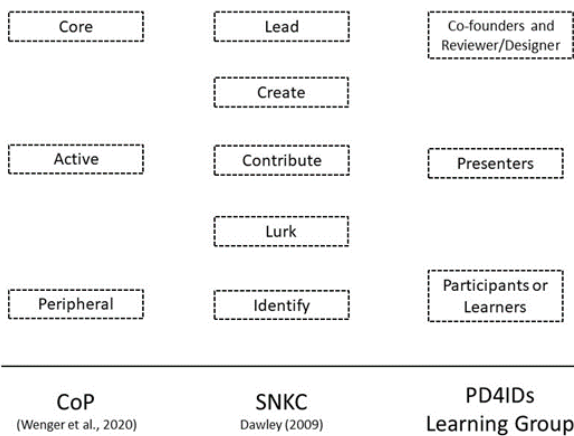 Core
Lead
Co-founders and
Reviewer/Designer
Create
Active
Contribute
Presenters
Lurk
Peripheral
Identify
Participants or
Learners
CoP
(Wenger et al., 2020)
SNKC
Dawley (2009)
PD4IDs
Learning Group